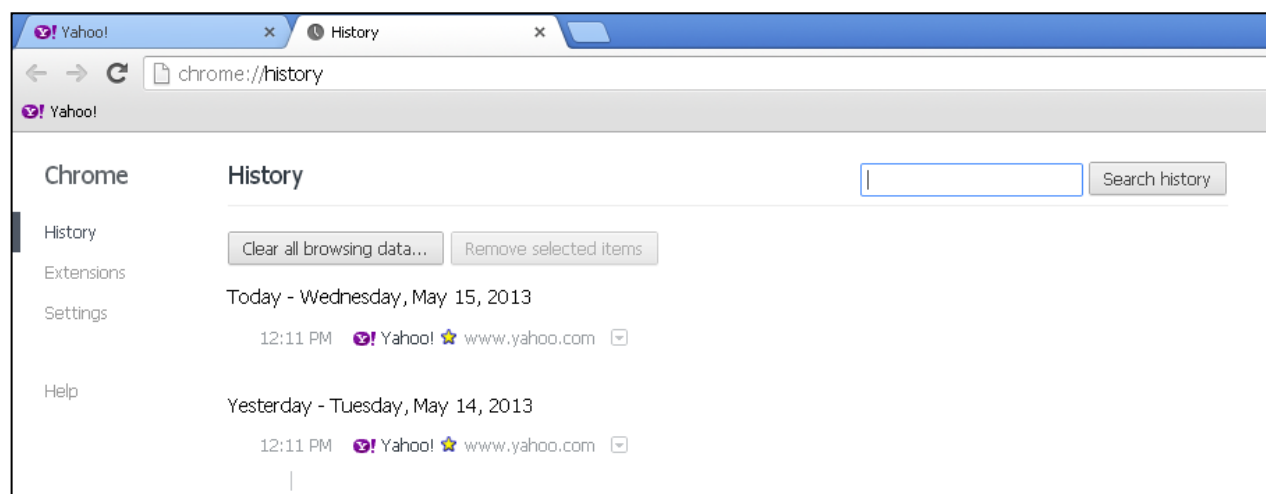 Y! Yahoo! × History ×
chrome://history
Y! Yahoo!
Chrome History Search history
History
Clear all browsing data... Remove selected items
Extensions
Today - Wednesday, May 15, 2013
Settings
12:11 PM Y! Yahoo! www.yahoo.com
Help
Yesterday - Tuesday, May 14, 2013
12:11 PM Y! Yahoo! www.yahoo.com